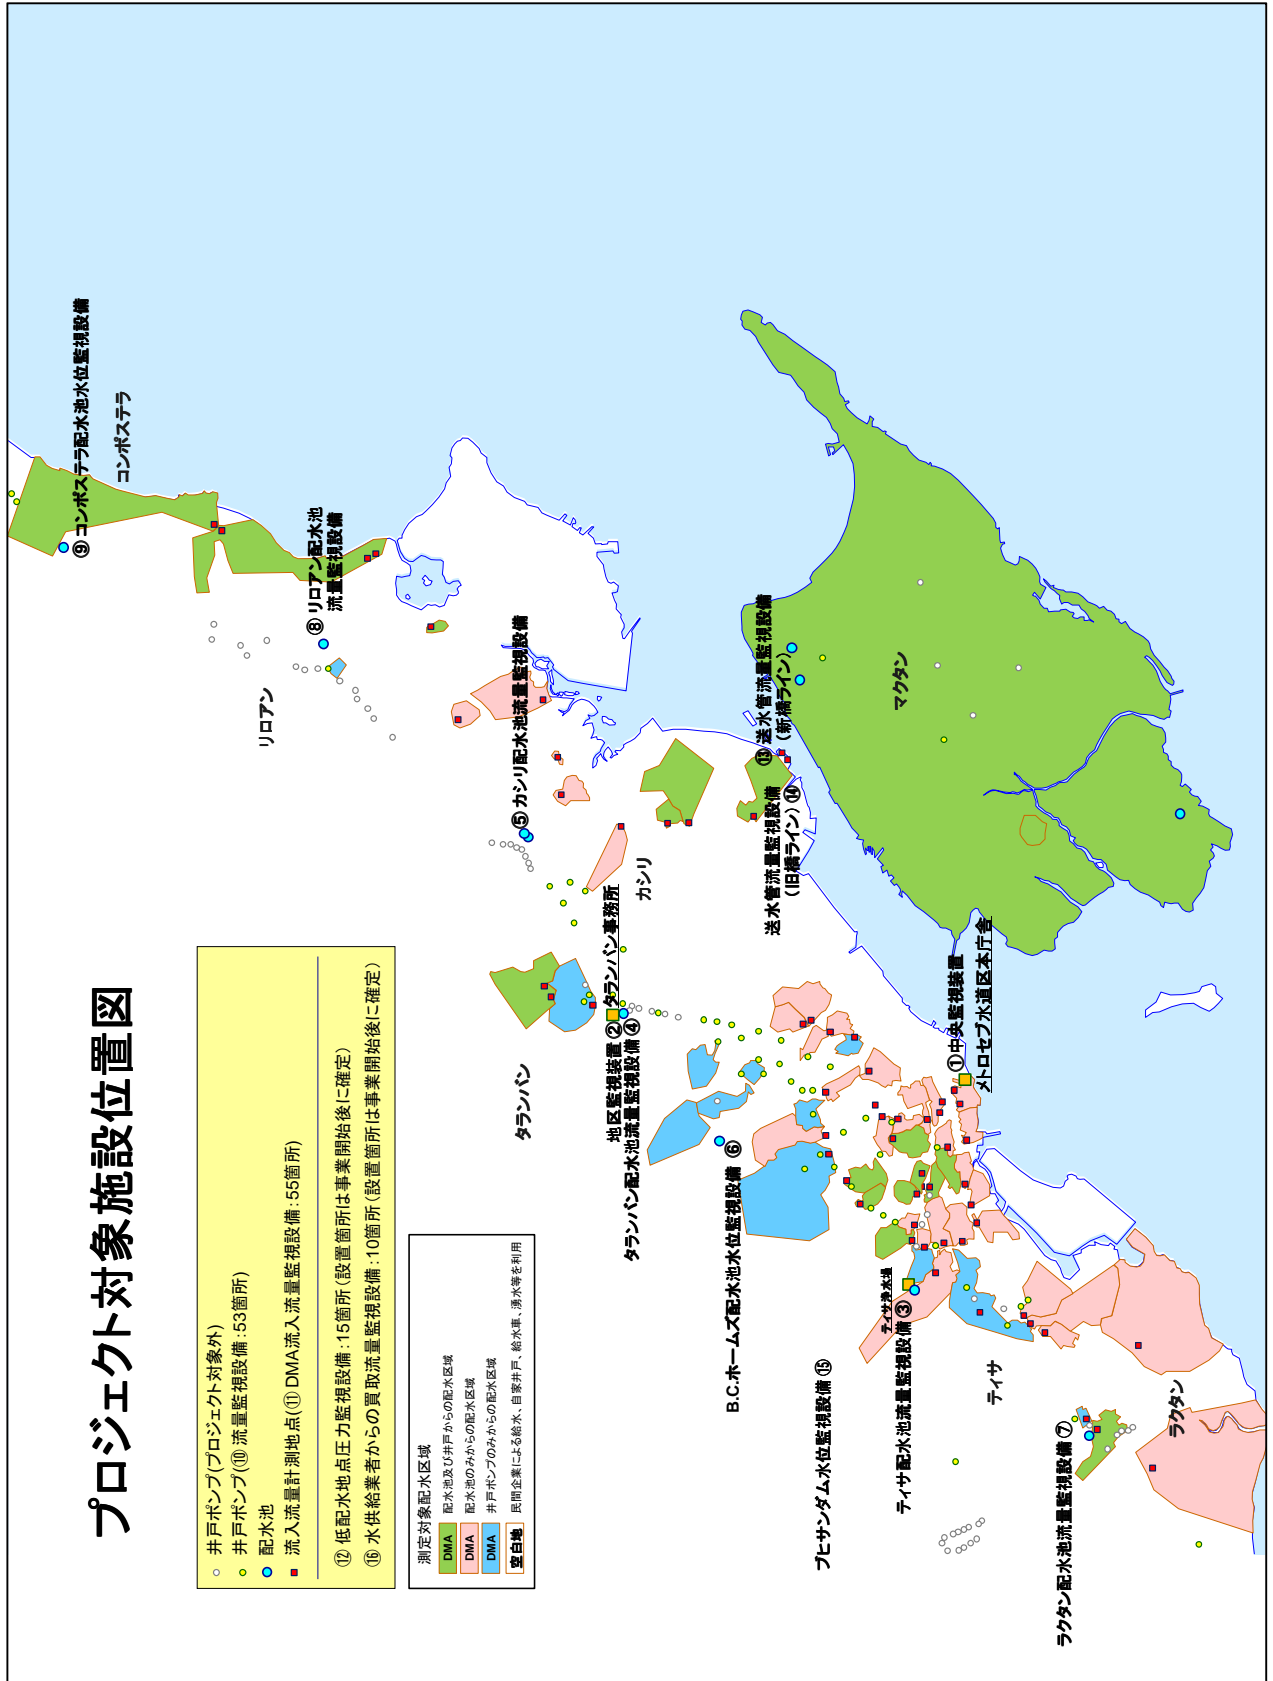 プロジェクト対象施設位置図
井戸ポンプ(プロジェクト対象外)
井戸ポンプ(⑩ 流量監視設備:53箇所)
配水池
流入流量計測地点(⑪ DMA流入流量監視設備:55箇所)
⑫ 低配水地点圧力監視設備:15箇所(設置箇所は事業開始後に確定)
⑯ 水供給業者からの買取流量監視設備:10箇所(設置箇所は事業開始後に確定)
測定対象配水区域
DMA 配水池及び井戸からの配水区域
DMA 配水池のみからの配水区域
DMA 井戸ポンプのみからの配水区域
空白地 民間企業による給水、自家井戸、給水車、湧水等を利用
⑨ コンポステラ配水池水位監視設備
コンポステラ
⑧ リロアン配水池
流量監視設備
リロアン
⑤ カシリ配水池流量監視設備
カシリ
⑬ 送水管流量監視設備
(新橋ライン)
送水管流量監視設備
(旧橋ライン) ⑭
マクタン
タランバン
地区監視装置 ② タランバン事務所
タランバン配水池流量監視設備 ④
B.C.ホームズ配水池水位監視設備 ⑥
① 中央監視装置
メトロセブ水道区本庁舎
ティサ浄水場
ティサ配水池流量監視設備 ③
ブヒサンダム水位監視設備 ⑮
ティサ
ラクタン配水池流量監視設備 ⑦
ラクタン